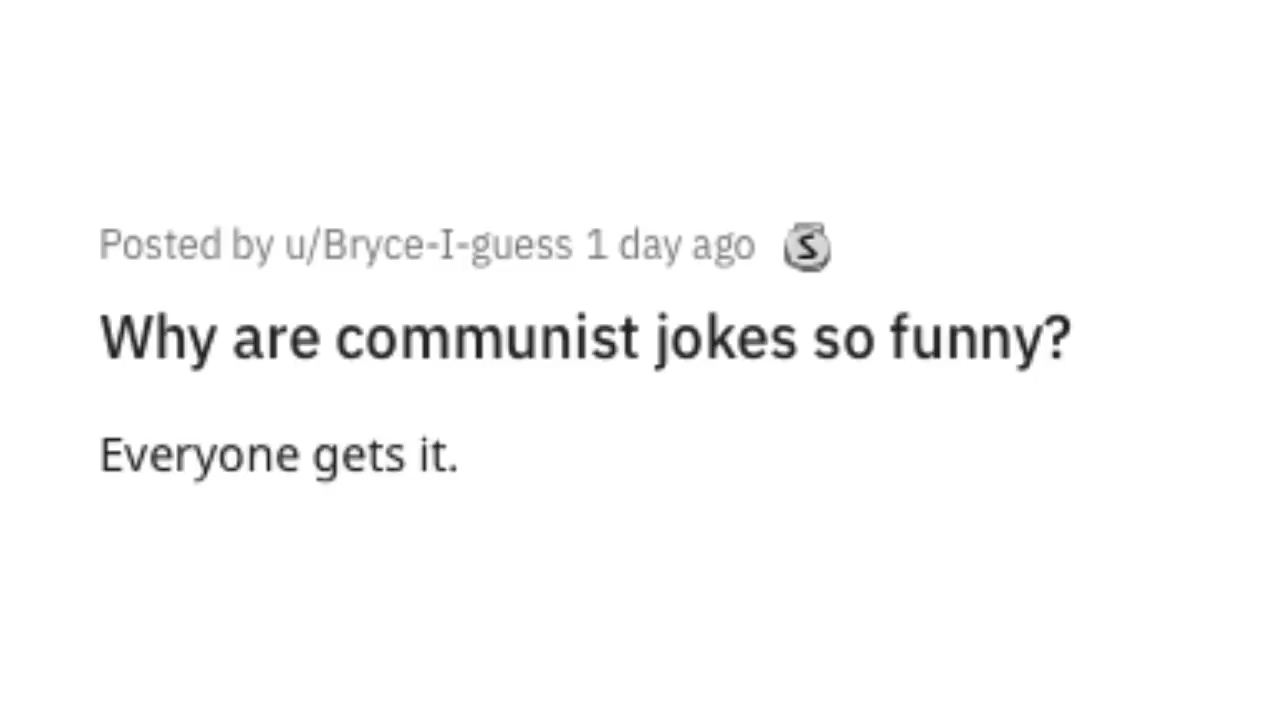 Posted by u/Bryce-I-guess 1 day ago S
Why are communist jokes so funny?
Everyone gets it.